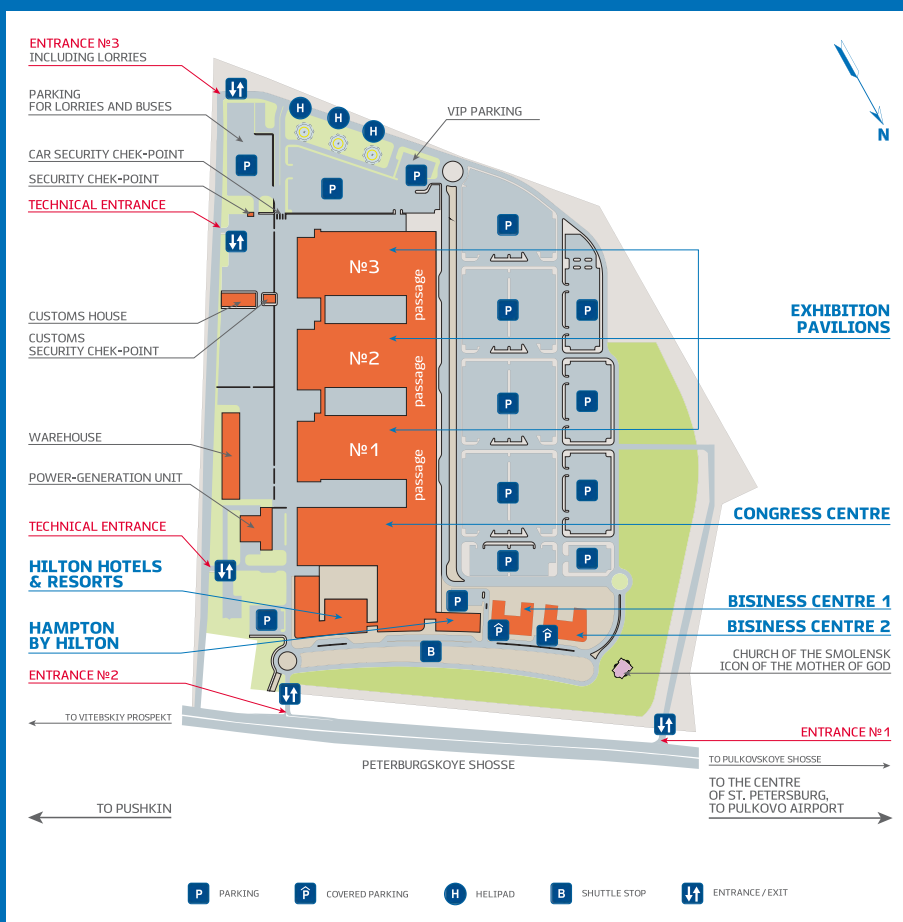 ENTRANCE №3
INCLUDING LORRIES
PARKING
FOR LORRIES AND BUSES
CAR SECURITY CHEK-POINT
SECURITY CHEK-POINT
TECHNICAL ENTRANCE
CUSTOMS HOUSE
CUSTOMS
SECURITY CHEK-POINT
WAREHOUSE
POWER-GENERATION UNIT
TECHNICAL ENTRANCE
HILTON HOTELS
& RESORTS
HAMPTON
BY HILTON
ENTRANCE №2
TO VITEBSKIY PROSPEKT
TO PUSHKIN
H
H
H
VIP PARKING
P
P
P
№3
passage
№2
passage
№1
passage
P
P
P
P
P
P
P
P
P
P
P
P
P
P
B
N
EXHIBITION
PAVILIONS
CONGRESS CENTRE
BISINESS CENTRE 1
BISINESS CENTRE 2
CHURCH OF THE SMOLENSK
ICON OF THE MOTHER OF GOD
ENTRANCE №1
PETERBURGSKOYE SHOSSE
TO PULKOVSKOYE SHOSSE
TO THE CENTRE
OF ST. PETERSBURG,
TO PULKOVO AIRPORT
P PARKING
P COVERED PARKING
H HELIPAD
B SHUTTLE STOP
ENTRANCE / EXIT